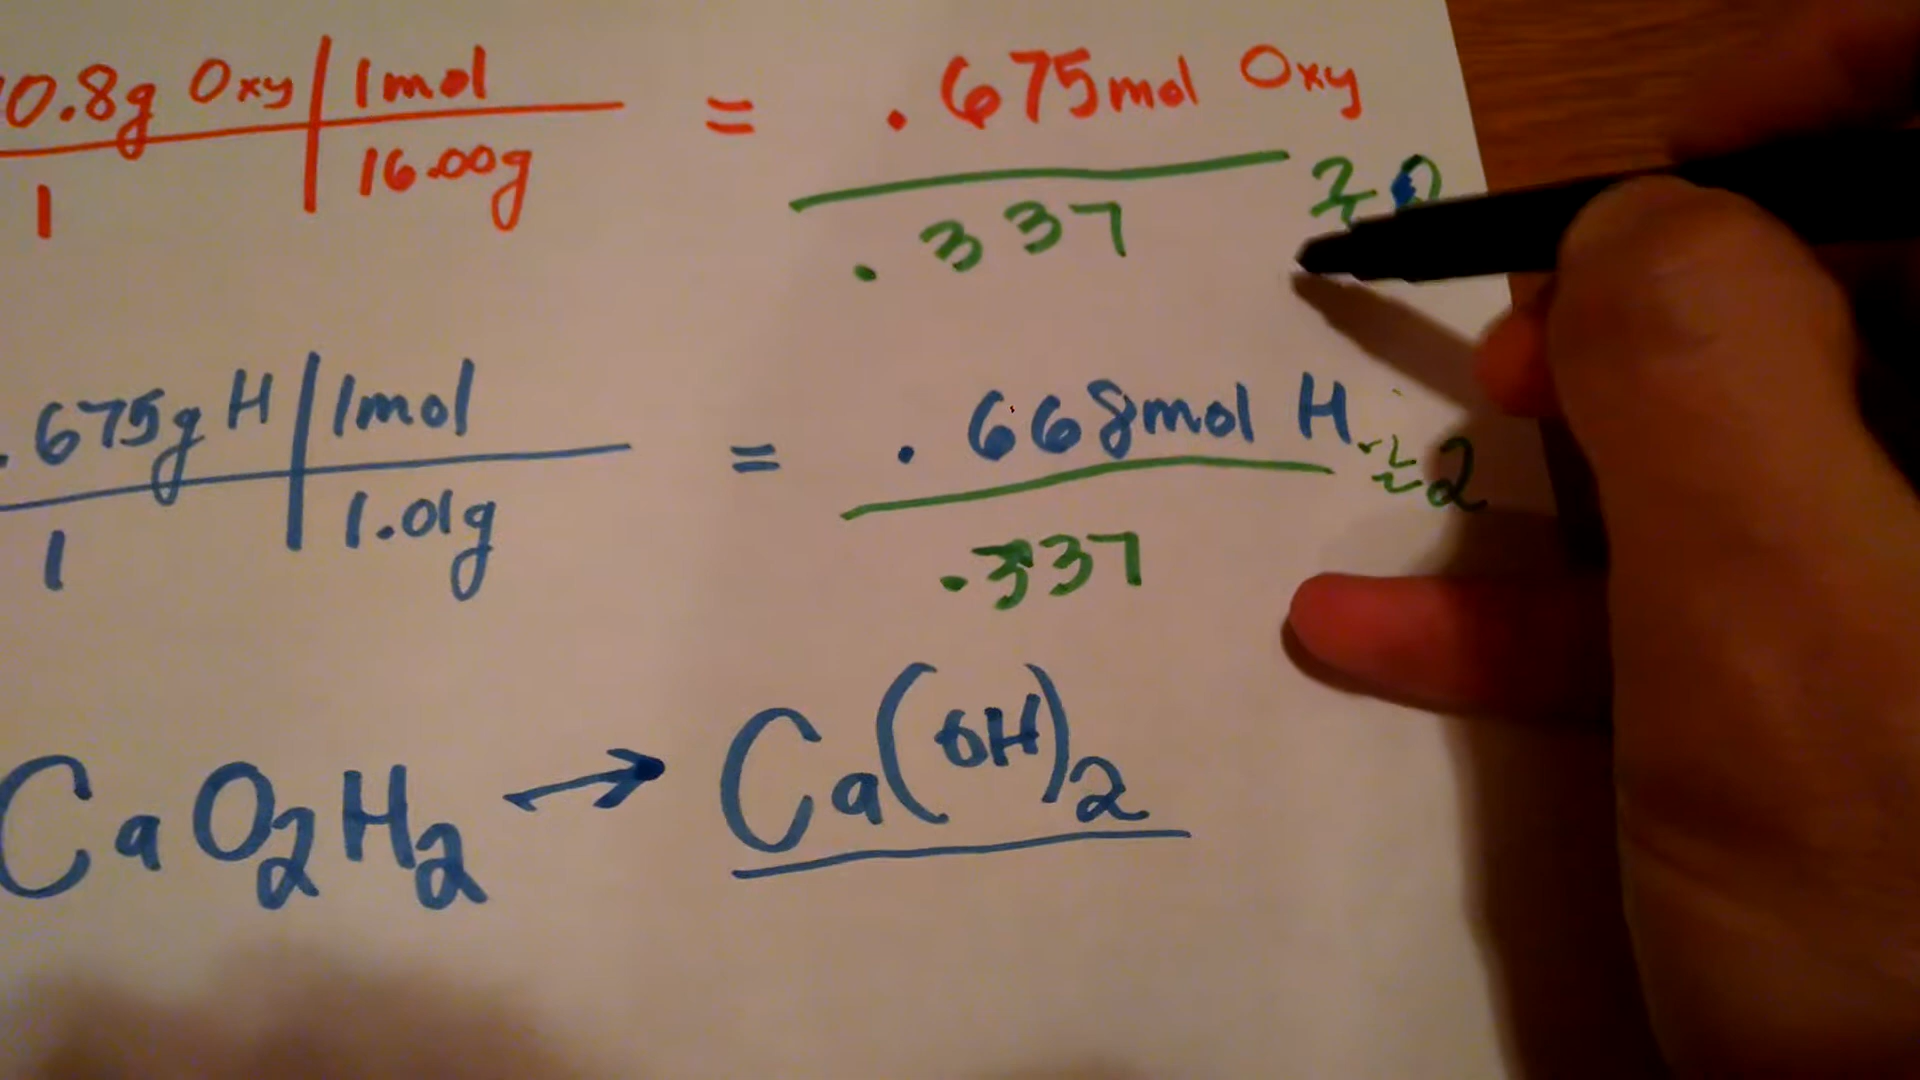 0.8g Oxy | 1mol = .675mol Oxy
1 | 16.00g .337
.675g H | 1mol = .668mol H ≈ 2
1 | 1.01g .337
CaO2H2 → Ca(OH)2